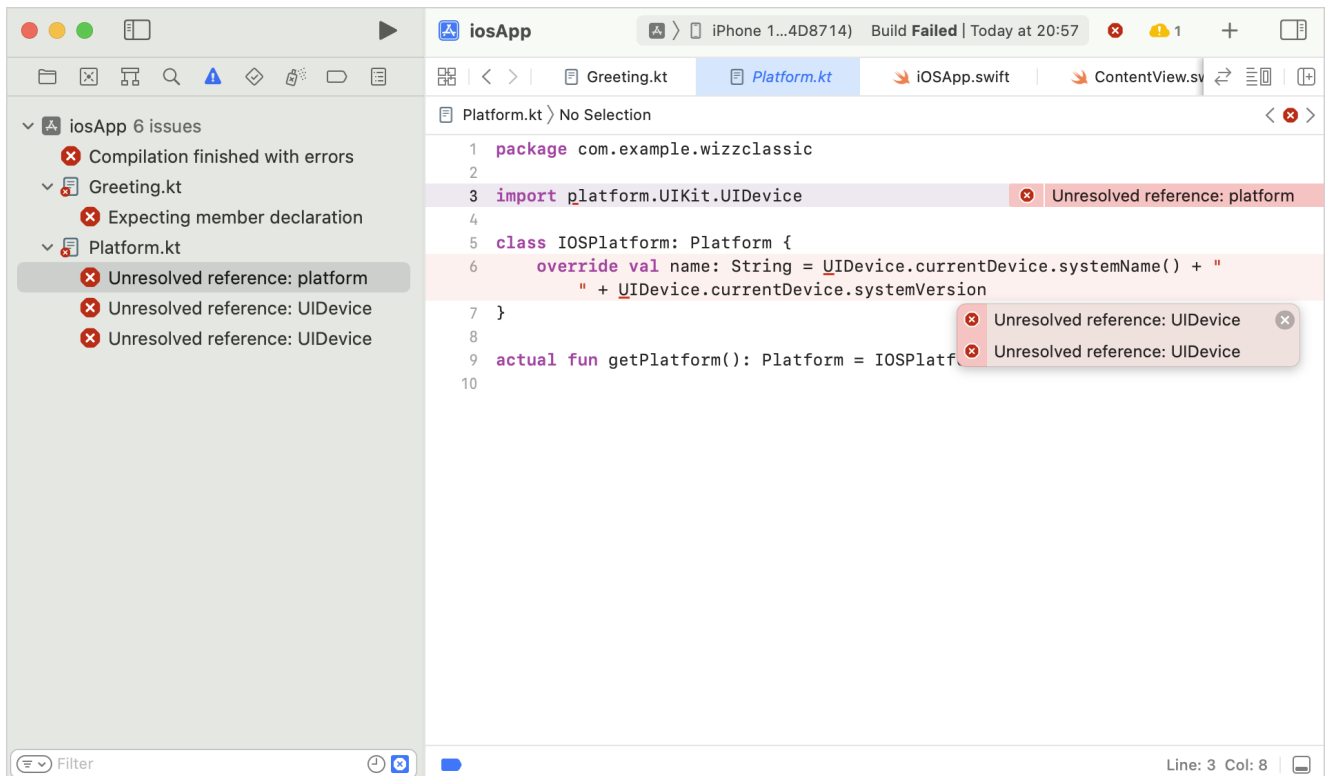 iosApp
iPhone 1...4D8714)
Build Failed | Today at 20:57
1
Greeting.kt
Platform.kt
iOSApp.swift
ContentView.sw
Platform.kt
No Selection
iosApp 6 issues
Compilation finished with errors
Greeting.kt
Expecting member declaration
Platform.kt
Unresolved reference: platform
Unresolved reference: UIDevice
Unresolved reference: UIDevice
1 package com.example.wizzclassic
2
3 import platform.UIKit.UIDevice
Unresolved reference: platform
4
5 class IOSPlatform: Platform {
6 override val name: String = UIDevice.currentDevice.systemName() + "
" + UIDevice.currentDevice.systemVersion
7 }
Unresolved reference: UIDevice
Unresolved reference: UIDevice
8
9 actual fun getPlatform(): Platform = IOSPlatf
10
Filter
Line: 3 Col: 8